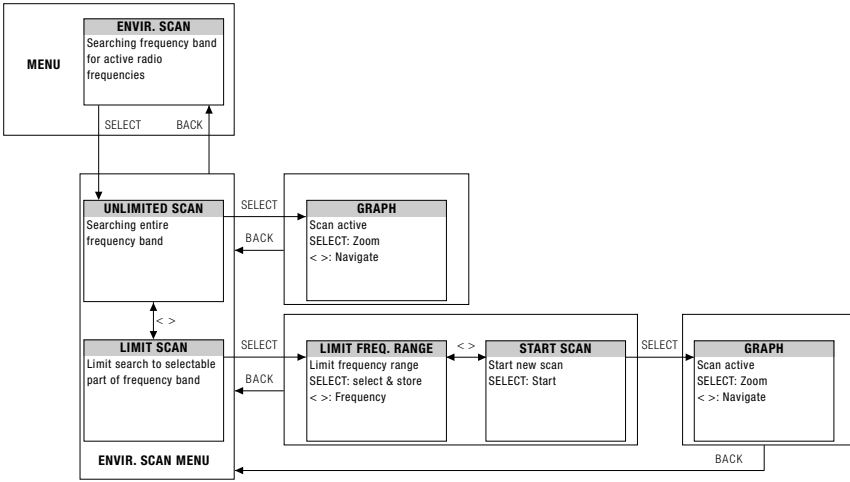 ENVIR. SCAN
Searching frequency band
for active radio
frequencies
MENU
SELECT
BACK
UNLIMITED SCAN
Searching entire
frequency band
SELECT
BACK
GRAPH
Scan active
SELECT: Zoom
< >: Navigate
< >
LIMIT SCAN
Limit search to selectable
part of frequency band
ENVIR. SCAN MENU
SELECT
BACK
LIMIT FREQ. RANGE
Limit frequency range
SELECT: select & store
< >: Frequency
< >
START SCAN
Start new scan
SELECT: Start
SELECT
GRAPH
Scan active
SELECT: Zoom
< >: Navigate
BACK